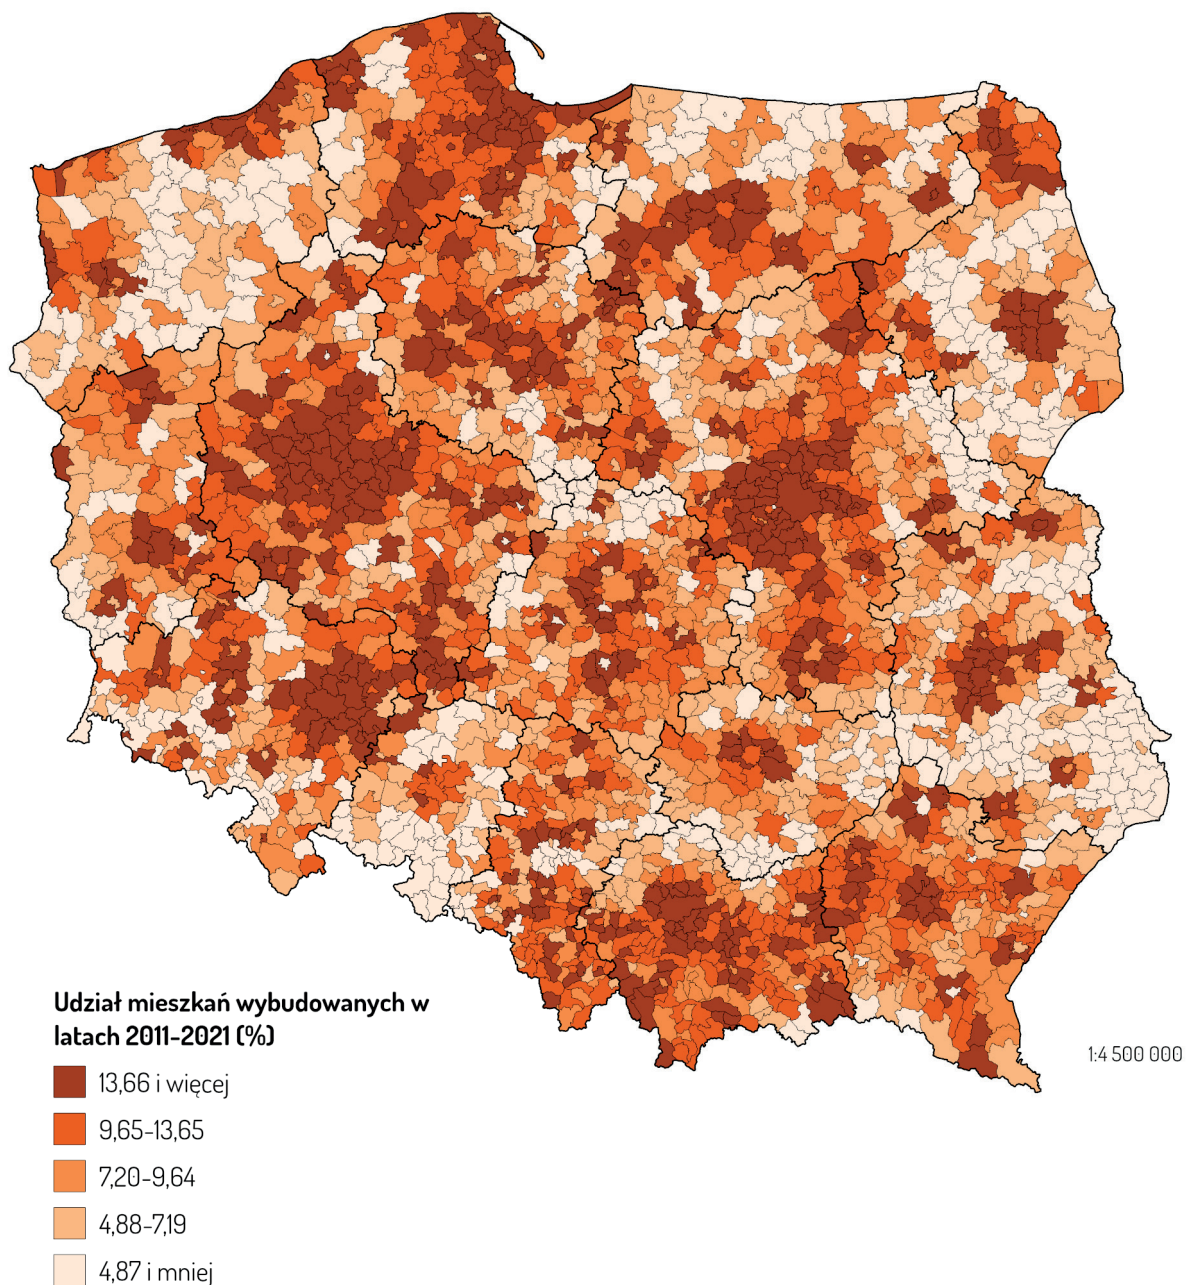 Udział mieszkań wybudowanych w
latach 2011-2021 (%)
1:4 500 000
13,66 i więcej
9,65-13,65
7,20-9,64
4,88-7,19
4,87 i mniej